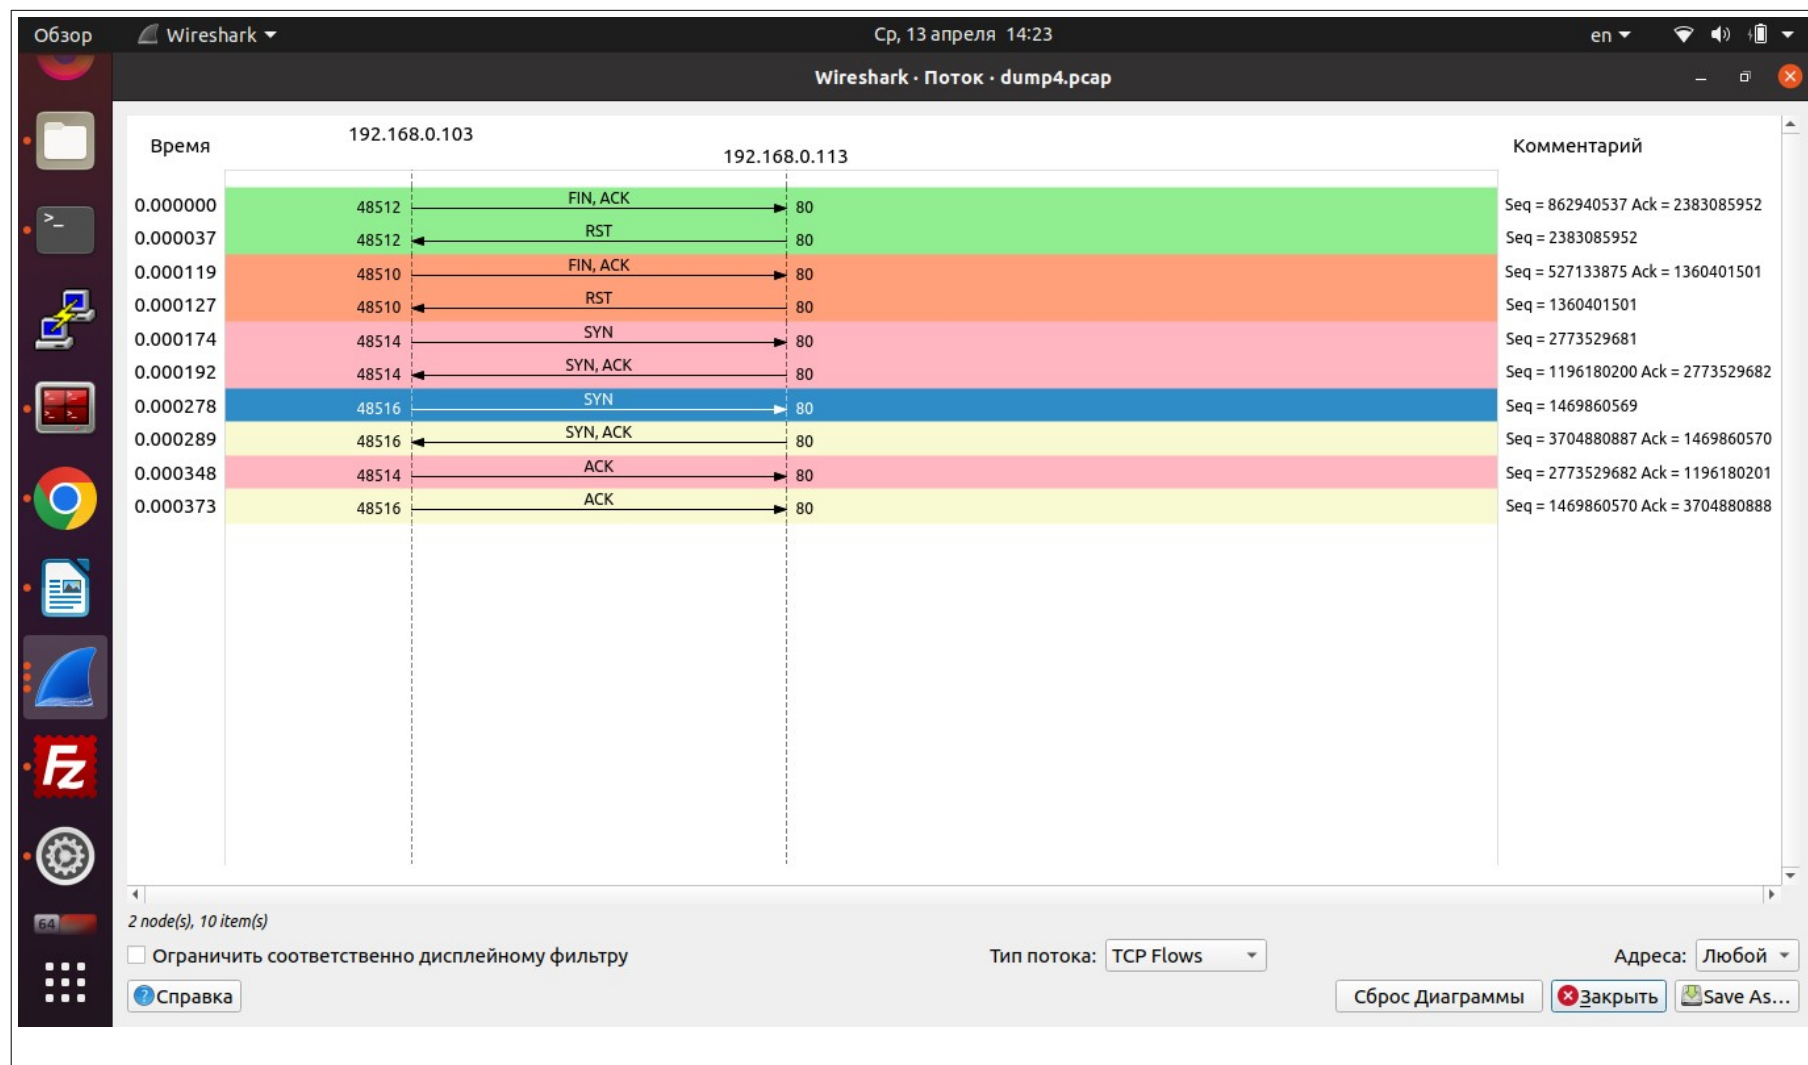 Обзор Wireshark Ср, 13 апреля 14:23 en
Wireshark · Поток · dump4.pcap
Время 192.168.0.103 Комментарий
192.168.0.113
0.000000 48512 FIN, ACK 80 Seq = 862940537 Ack = 2383085952
0.000037 48512 RST 80 Seq = 2383085952
0.000119 48510 FIN, ACK 80 Seq = 527133875 Ack = 1360401501
0.000127 48510 RST 80 Seq = 1360401501
0.000174 48514 SYN 80 Seq = 2773529681
0.000192 48514 SYN, ACK 80 Seq = 1196180200 Ack = 2773529682
0.000278 48516 SYN 80 Seq = 1469860569
0.000289 48516 SYN, ACK 80 Seq = 3704880887 Ack = 1469860570
0.000348 48514 ACK 80 Seq = 2773529682 Ack = 1196180201
0.000373 48516 ACK 80 Seq = 1469860570 Ack = 3704880888
Fz
64
2 node(s), 10 item(s)
Ограничить соответственно дисплейному фильтру Тип потока: TCP Flows Адреса: Любой
Справка Сброс Диаграммы Закрыть Save As...